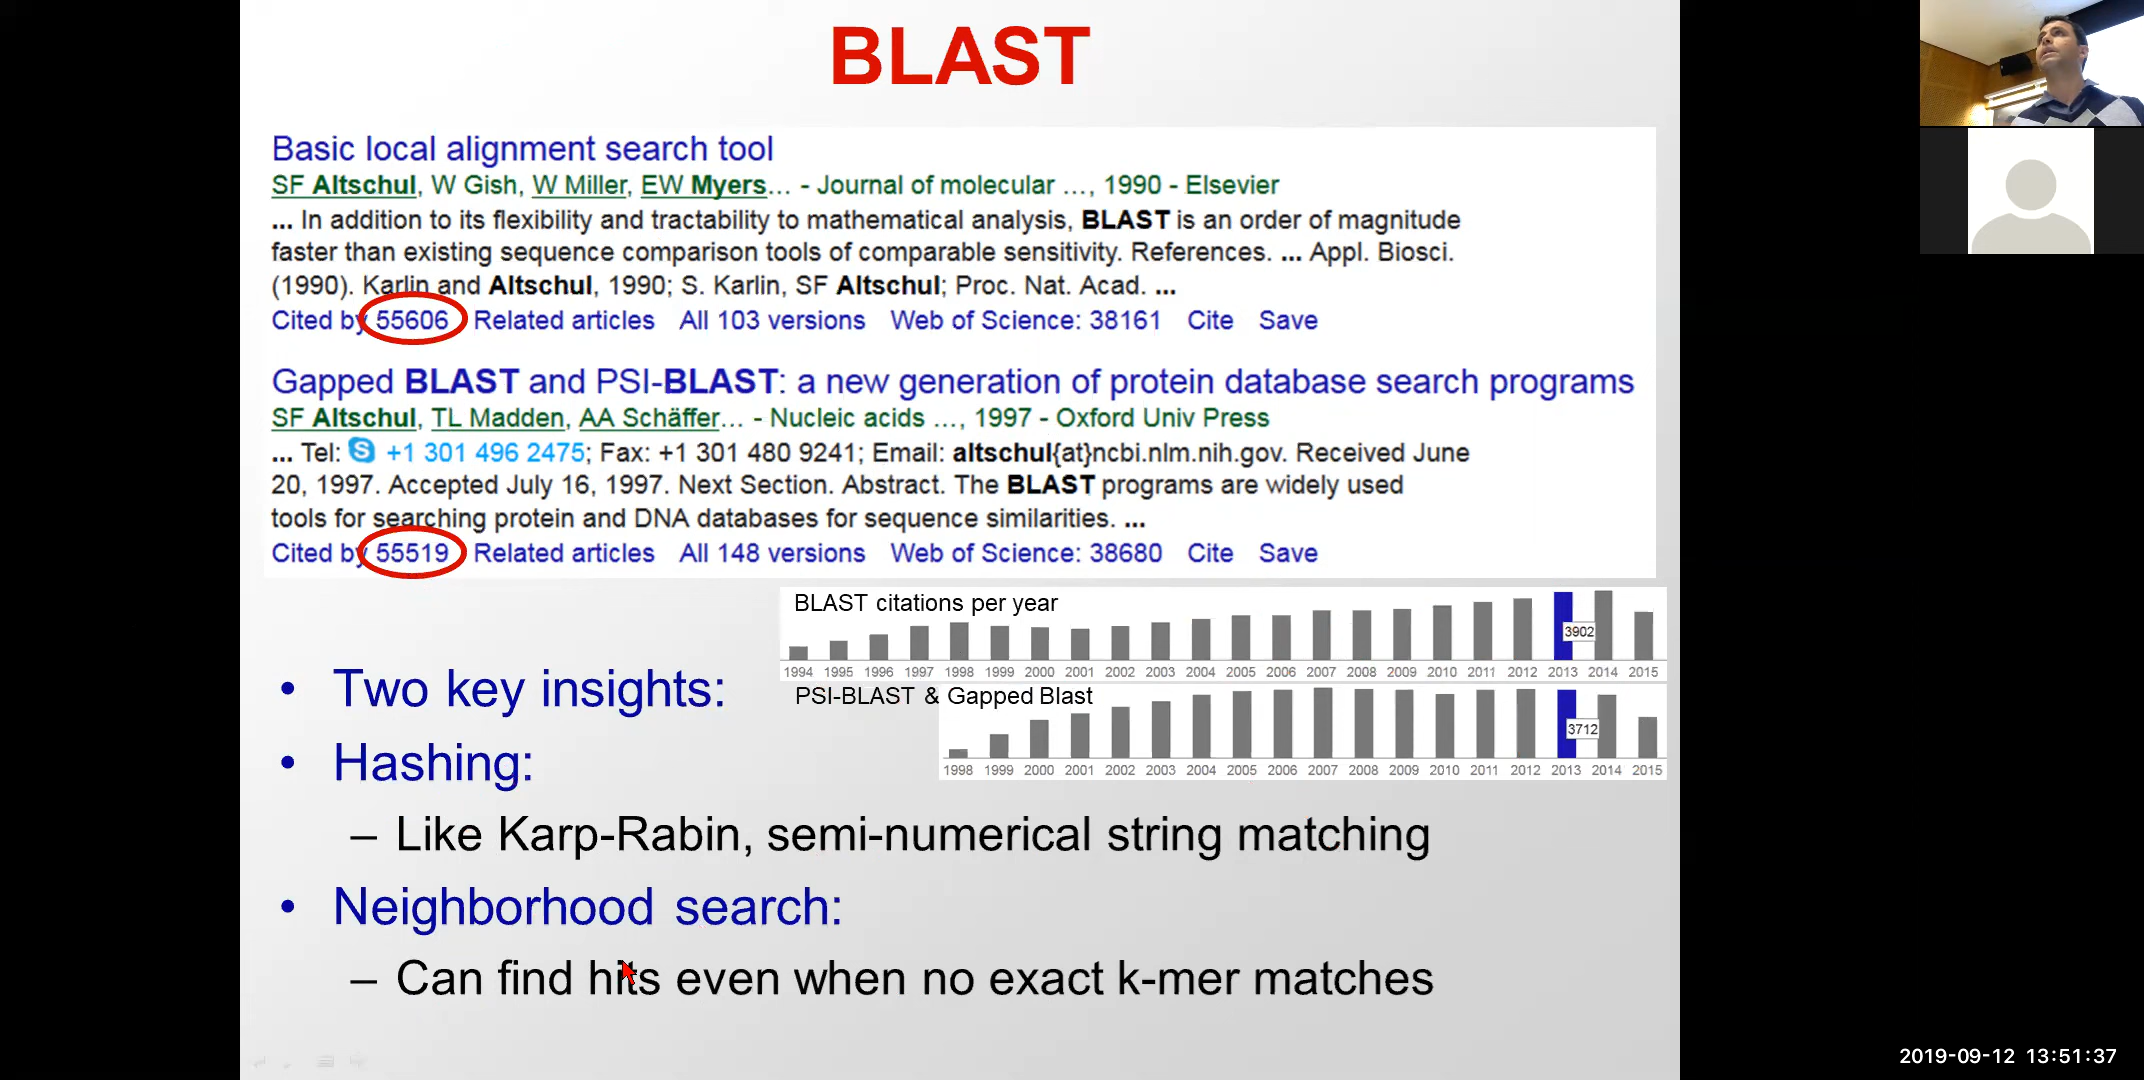 BLAST
Basic local alignment search tool
SF Altschul, W Gish, W Miller, EW Myers... - Journal of molecular ..., 1990 - Elsevier
... In addition to its flexibility and tractability to mathematical analysis, BLAST is an order of magnitude
faster than existing sequence comparison tools of comparable sensitivity. References. ... Appl. Biosci.
(1990). Karlin and Altschul, 1990; S. Karlin, SF Altschul; Proc. Nat. Acad. ...
Cited by 55606 Related articles All 103 versions Web of Science: 38161 Cite Save
Gapped BLAST and PSI-BLAST: a new generation of protein database search programs
SF Altschul, TL Madden, AA Schäffer... - Nucleic acids ..., 1997 - Oxford Univ Press
... Tel: +1 301 496 2475; Fax: +1 301 480 9241; Email: altschul{at}ncbi.nlm.nih.gov. Received June
20, 1997. Accepted July 16, 1997. Next Section. Abstract. The BLAST programs are widely used
tools for searching protein and DNA databases for sequence similarities. ...
Cited by 55519 Related articles All 148 versions Web of Science: 38680 Cite Save
BLAST citations per year
3902
1994 1995 1996 1997 1998 1999 2000 2001 2002 2003 2004 2005 2006 2007 2008 2009 2010 2011 2012 2013 2014 2015
PSI-BLAST & Gapped Blast
3712
1998 1999 2000 2001 2002 2003 2004 2005 2006 2007 2008 2009 2010 2011 2012 2013 2014 2015
• Two key insights:
• Hashing:
– Like Karp-Rabin, semi-numerical string matching
• Neighborhood search:
– Can find hits even when no exact k-mer matches
2019-09-12 13:51:37